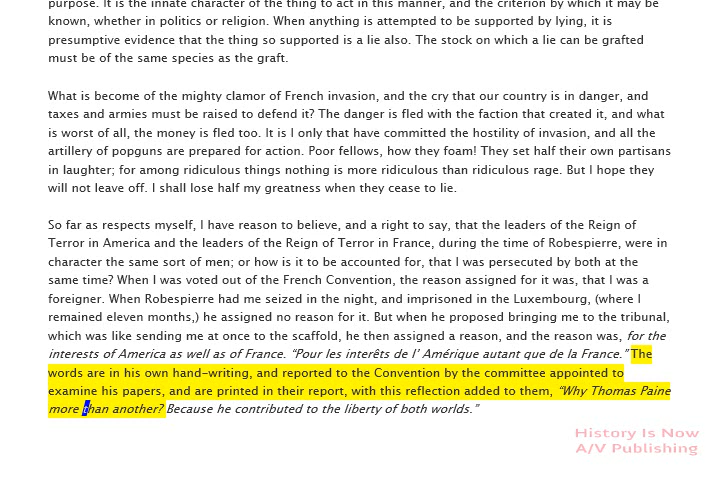 purpose. It is the innate character of the thing to act in this manner, and the criterion by which it may be
known, whether in politics or religion. When anything is attempted to be supported by lying, it is
presumptive evidence that the thing so supported is a lie also. The stock on which a lie can be grafted
must be of the same species as the graft.
What is become of the mighty clamor of French invasion, and the cry that our country is in danger, and
taxes and armies must be raised to defend it? The danger is fled with the faction that created it, and what
is worst of all, the money is fled too. It is I only that have committed the hostility of invasion, and all the
artillery of popguns are prepared for action. Poor fellows, how they foam! They set half their own partisans
in laughter; for among ridiculous things nothing is more ridiculous than ridiculous rage. But I hope they
will not leave off. I shall lose half my greatness when they cease to lie.
So far as respects myself, I have reason to believe, and a right to say, that the leaders of the Reign of
Terror in America and the leaders of the Reign of Terror in France, during the time of Robespierre, were in
character the same sort of men; or how is it to be accounted for, that I was persecuted by both at the
same time? When I was voted out of the French Convention, the reason assigned for it was, that I was a
foreigner. When Robespierre had me seized in the night, and imprisoned in the Luxembourg, (where I
remained eleven months,) he assigned no reason for it. But when he proposed bringing me to the tribunal,
which was like sending me at once to the scaffold, he then assigned a reason, and the reason was, for the
interests of America as well as of France. “Pour les interêts de l’ Amérique autant que de la France.” The
words are in his own hand-writing, and reported to the Convention by the committee appointed to
examine his papers, and are printed in their report, with this reflection added to them, “Why Thomas Paine
more than another? Because he contributed to the liberty of both worlds.”
History Is Now
A/V Publishing